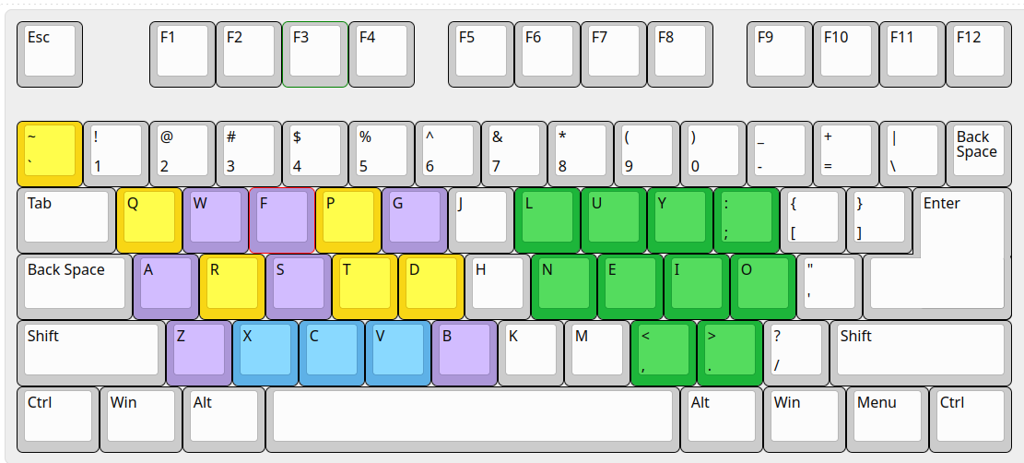 Esc F1 F2 F3 F4 F5 F6 F7 F8 F9 F10 F11 F12
~ ! @ # $ % ^ & * ( ) _ + | Back
` 1 2 3 4 5 6 7 8 9 0 - = \ Space
Tab Q W F P G J L U Y : { } Enter
; [ ]
Back Space A R S T D H N E I O "
'
Shift Z X C V B K M < > ? Shift
, . /
Ctrl Win Alt Alt Win Menu Ctrl